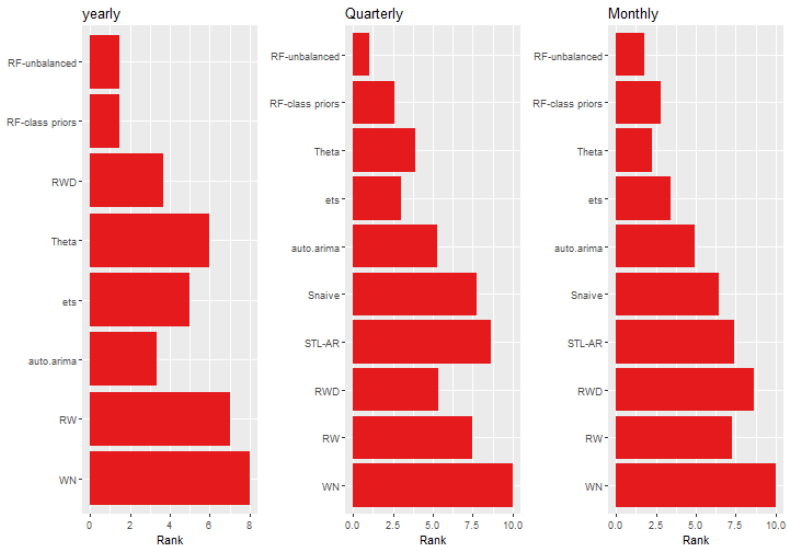 yearly
RF-unbalanced
RF-class priors
RWD
Theta
ets
auto.arima
RW
WN
0 2 4 6 8
Rank
Quarterly
RF-unbalanced
RF-class priors
Theta
ets
auto.arima
Snaive
STL-AR
RWD
RW
WN
0.0 2.5 5.0 7.5 10.0
Rank
Monthly
RF-unbalanced
RF-class priors
Theta
ets
auto.arima
Snaive
STL-AR
RWD
RW
WN
0.0 2.5 5.0 7.5 10.0
Rank